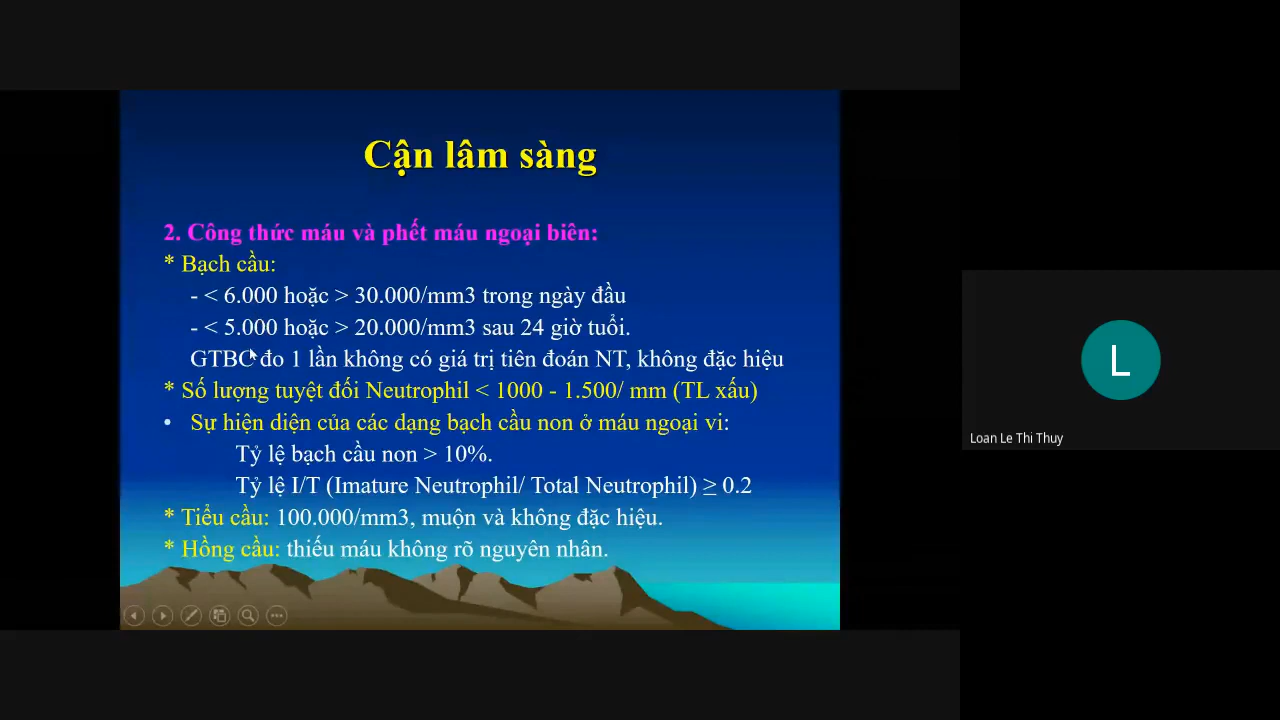 Cận lâm sàng
2. Công thức máu và phết máu ngoại biên:
* Bạch cầu:
- < 6.000 hoặc > 30.000/mm3 trong ngày đầu
- < 5.000 hoặc > 20.000/mm3 sau 24 giờ tuổi.
GTBC đo 1 lần không có giá trị tiên đoán NT, không đặc hiệu
* Số lượng tuyệt đối Neutrophil < 1000 - 1.500/ mm (TL xấu)
• Sự hiện diện của các dạng bạch cầu non ở máu ngoại vi:
Tỷ lệ bạch cầu non > 10%.
Tỷ lệ I/T (Imature Neutrophil/ Total Neutrophil) ≥ 0.2
* Tiểu cầu: 100.000/mm3, muộn và không đặc hiệu.
* Hồng cầu: thiếu máu không rõ nguyên nhân.
L
Loan Le Thi Thuy